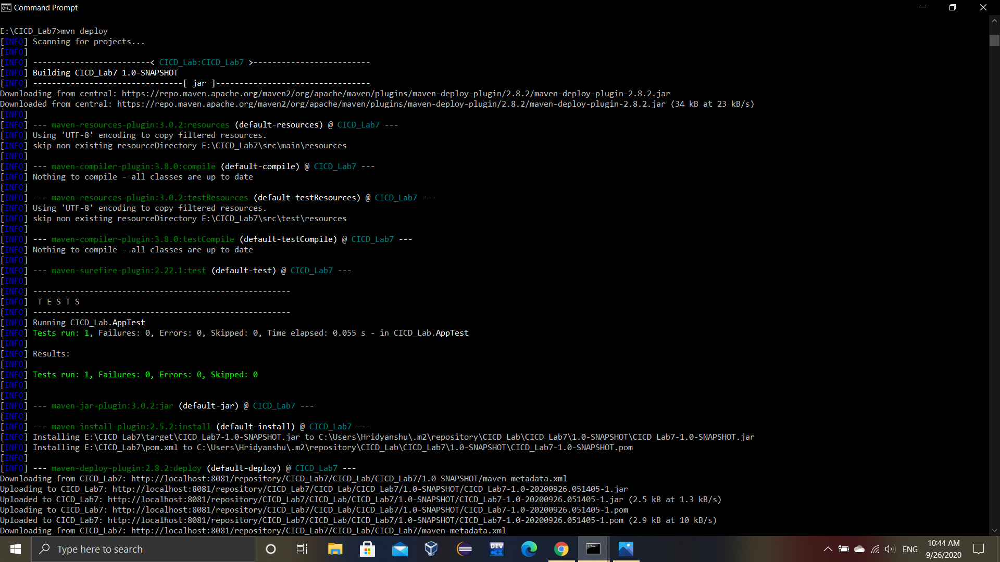 Command Prompt
E:\CICD_Lab7>mvn deploy
[INFO] Scanning for projects...
[INFO]
[INFO] -------------------------< CICD_Lab:CICD_Lab7 >-------------------------
[INFO] Building CICD_Lab7 1.0-SNAPSHOT
[INFO] --------------------------------[ jar ]---------------------------------
Downloading from central: https://repo.maven.apache.org/maven2/org/apache/maven/plugins/maven-deploy-plugin/2.8.2/maven-deploy-plugin-2.8.2.jar
Downloaded from central: https://repo.maven.apache.org/maven2/org/apache/maven/plugins/maven-deploy-plugin/2.8.2/maven-deploy-plugin-2.8.2.jar (34 kB at 23 kB/s)
[INFO]
[INFO] --- maven-resources-plugin:3.0.2:resources (default-resources) @ CICD_Lab7 ---
[INFO] Using 'UTF-8' encoding to copy filtered resources.
[INFO] skip non existing resourceDirectory E:\CICD_Lab7\src\main\resources
[INFO]
[INFO] --- maven-compiler-plugin:3.8.0:compile (default-compile) @ CICD_Lab7 ---
[INFO] Nothing to compile - all classes are up to date
[INFO]
[INFO] --- maven-resources-plugin:3.0.2:testResources (default-testResources) @ CICD_Lab7 ---
[INFO] Using 'UTF-8' encoding to copy filtered resources.
[INFO] skip non existing resourceDirectory E:\CICD_Lab7\src\test\resources
[INFO]
[INFO] --- maven-compiler-plugin:3.8.0:testCompile (default-testCompile) @ CICD_Lab7 ---
[INFO] Nothing to compile - all classes are up to date
[INFO]
[INFO] --- maven-surefire-plugin:2.22.1:test (default-test) @ CICD_Lab7 ---
[INFO]
[INFO] -------------------------------------------------------
[INFO]  T E S T S
[INFO] -------------------------------------------------------
[INFO] Running CICD_Lab.AppTest
[INFO] Tests run: 1, Failures: 0, Errors: 0, Skipped: 0, Time elapsed: 0.055 s - in CICD_Lab.AppTest
[INFO]
[INFO] Results:
[INFO]
[INFO] Tests run: 1, Failures: 0, Errors: 0, Skipped: 0
[INFO]
[INFO]
[INFO] --- maven-jar-plugin:3.0.2:jar (default-jar) @ CICD_Lab7 ---
[INFO]
[INFO] --- maven-install-plugin:2.5.2:install (default-install) @ CICD_Lab7 ---
[INFO] Installing E:\CICD_Lab7\target\CICD_Lab7-1.0-SNAPSHOT.jar to C:\Users\Hridyanshu\.m2\repository\CICD_Lab\CICD_Lab7\1.0-SNAPSHOT\CICD_Lab7-1.0-SNAPSHOT.jar
[INFO] Installing E:\CICD_Lab7\pom.xml to C:\Users\Hridyanshu\.m2\repository\CICD_Lab\CICD_Lab7\1.0-SNAPSHOT\CICD_Lab7-1.0-SNAPSHOT.pom
[INFO]
[INFO] --- maven-deploy-plugin:2.8.2:deploy (default-deploy) @ CICD_Lab7 ---
Downloading from CICD_Lab7: http://localhost:8081/repository/CICD_Lab7/CICD_Lab/CICD_Lab7/1.0-SNAPSHOT/maven-metadata.xml
Uploading to CICD_Lab7: http://localhost:8081/repository/CICD_Lab7/CICD_Lab/CICD_Lab7/1.0-SNAPSHOT/CICD_Lab7-1.0-20200926.051405-1.jar
Uploaded to CICD_Lab7: http://localhost:8081/repository/CICD_Lab7/CICD_Lab/CICD_Lab7/1.0-SNAPSHOT/CICD_Lab7-1.0-20200926.051405-1.jar (2.5 kB at 1.3 kB/s)
Uploading to CICD_Lab7: http://localhost:8081/repository/CICD_Lab7/CICD_Lab/CICD_Lab7/1.0-SNAPSHOT/CICD_Lab7-1.0-20200926.051405-1.pom
Uploaded to CICD_Lab7: http://localhost:8081/repository/CICD_Lab7/CICD_Lab/CICD_Lab7/1.0-SNAPSHOT/CICD_Lab7-1.0-20200926.051405-1.pom (2.9 kB at 10 kB/s)
Downloading from CICD_Lab7: http://localhost:8081/repository/CICD_Lab7/CICD_Lab/CICD_Lab7/maven-metadata.xml
Type here to search
DEV
C++
ENG
10:44 AM
9/26/2020